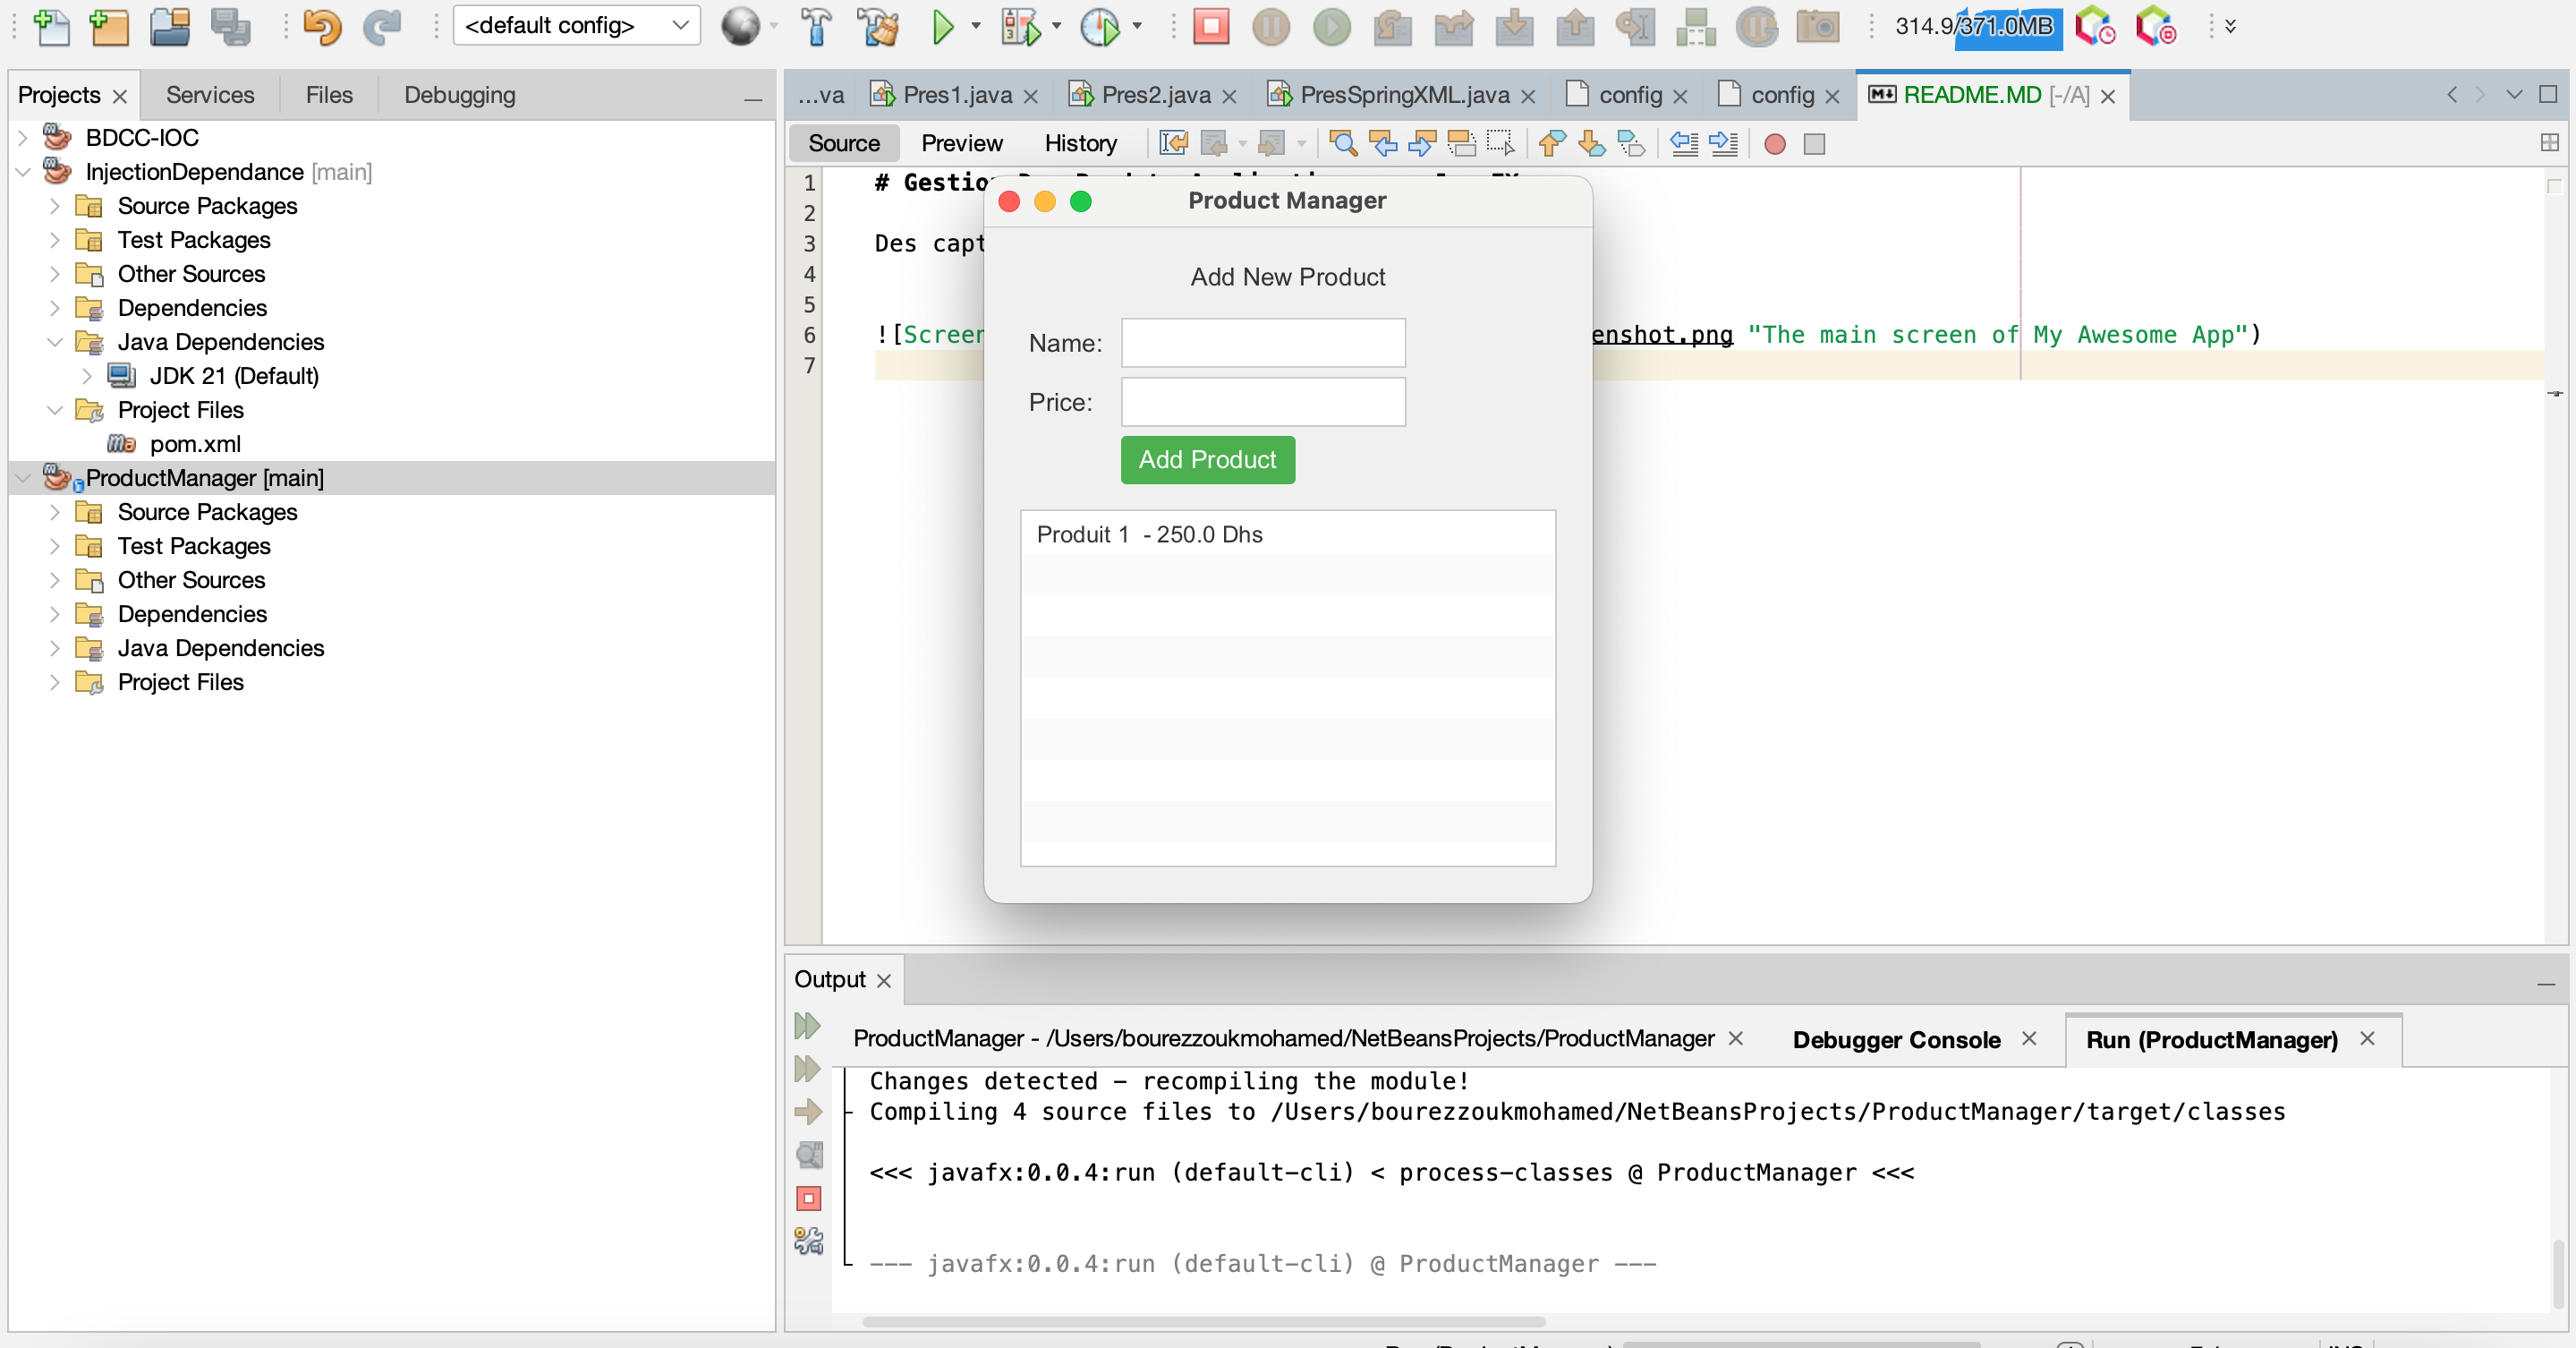 <default config>
314.9/371.0MB
Projects
Services
Files
Debugging
BDCC-IOC
InjectionDependance [main]
Source Packages
Test Packages
Other Sources
Dependencies
Java Dependencies
JDK 21 (Default)
Project Files
pom.xml
ProductManager [main]
Source Packages
Test Packages
Other Sources
Dependencies
Java Dependencies
Project Files
...va
Pres1.java
Pres2.java
PresSpringXML.java
config
config
README.MD [-/A]
Source
Preview
History
1 # Gestion
2
3 Des capt
4
5
6 ![Screen enshot.png "The main screen of My Awesome App")
7
Product Manager
Add New Product
Name:
Price:
Add Product
Produit 1 - 250.0 Dhs
Output
ProductManager - /Users/bourezzoukmohamed/NetBeansProjects/ProductManager
Debugger Console
Run (ProductManager)
Changes detected - recompiling the module!
Compiling 4 source files to /Users/bourezzoukmohamed/NetBeansProjects/ProductManager/target/classes
<<< javafx:0.0.4:run (default-cli) < process-classes @ ProductManager <<<
--- javafx:0.0.4:run (default-cli) @ ProductManager ---